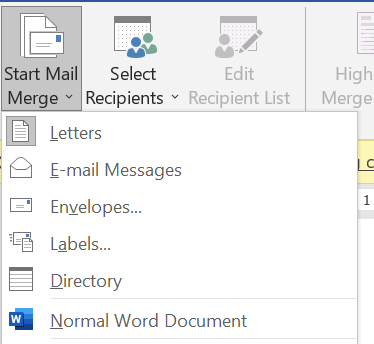 Start Mail Merge
Select Recipients
Edit Recipient List
High
Merge
Letters
E-mail Messages
g c
Envelopes...
1
Labels...
Directory
Normal Word Document